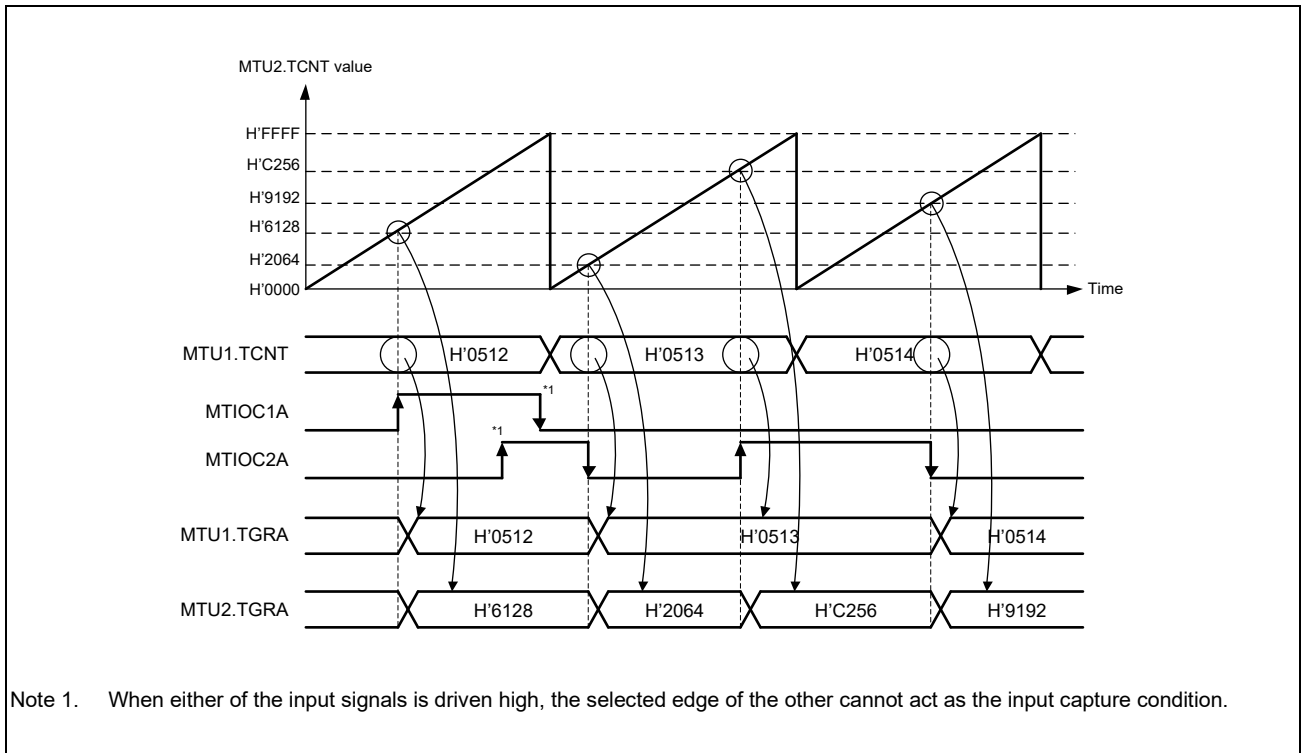 MTU2.TCNT value
H'FFFF
H'C256
H'9192
H'6128
H'2064
H'0000
Time
MTU1.TCNT H'0512 H'0513 H'0514
MTIOC1A *1
MTIOC2A *1
MTU1.TGRA H'0512 H'0513 H'0514
MTU2.TGRA H'6128 H'2064 H'C256 H'9192
Note 1. When either of the input signals is driven high, the selected edge of the other cannot act as the input capture condition.